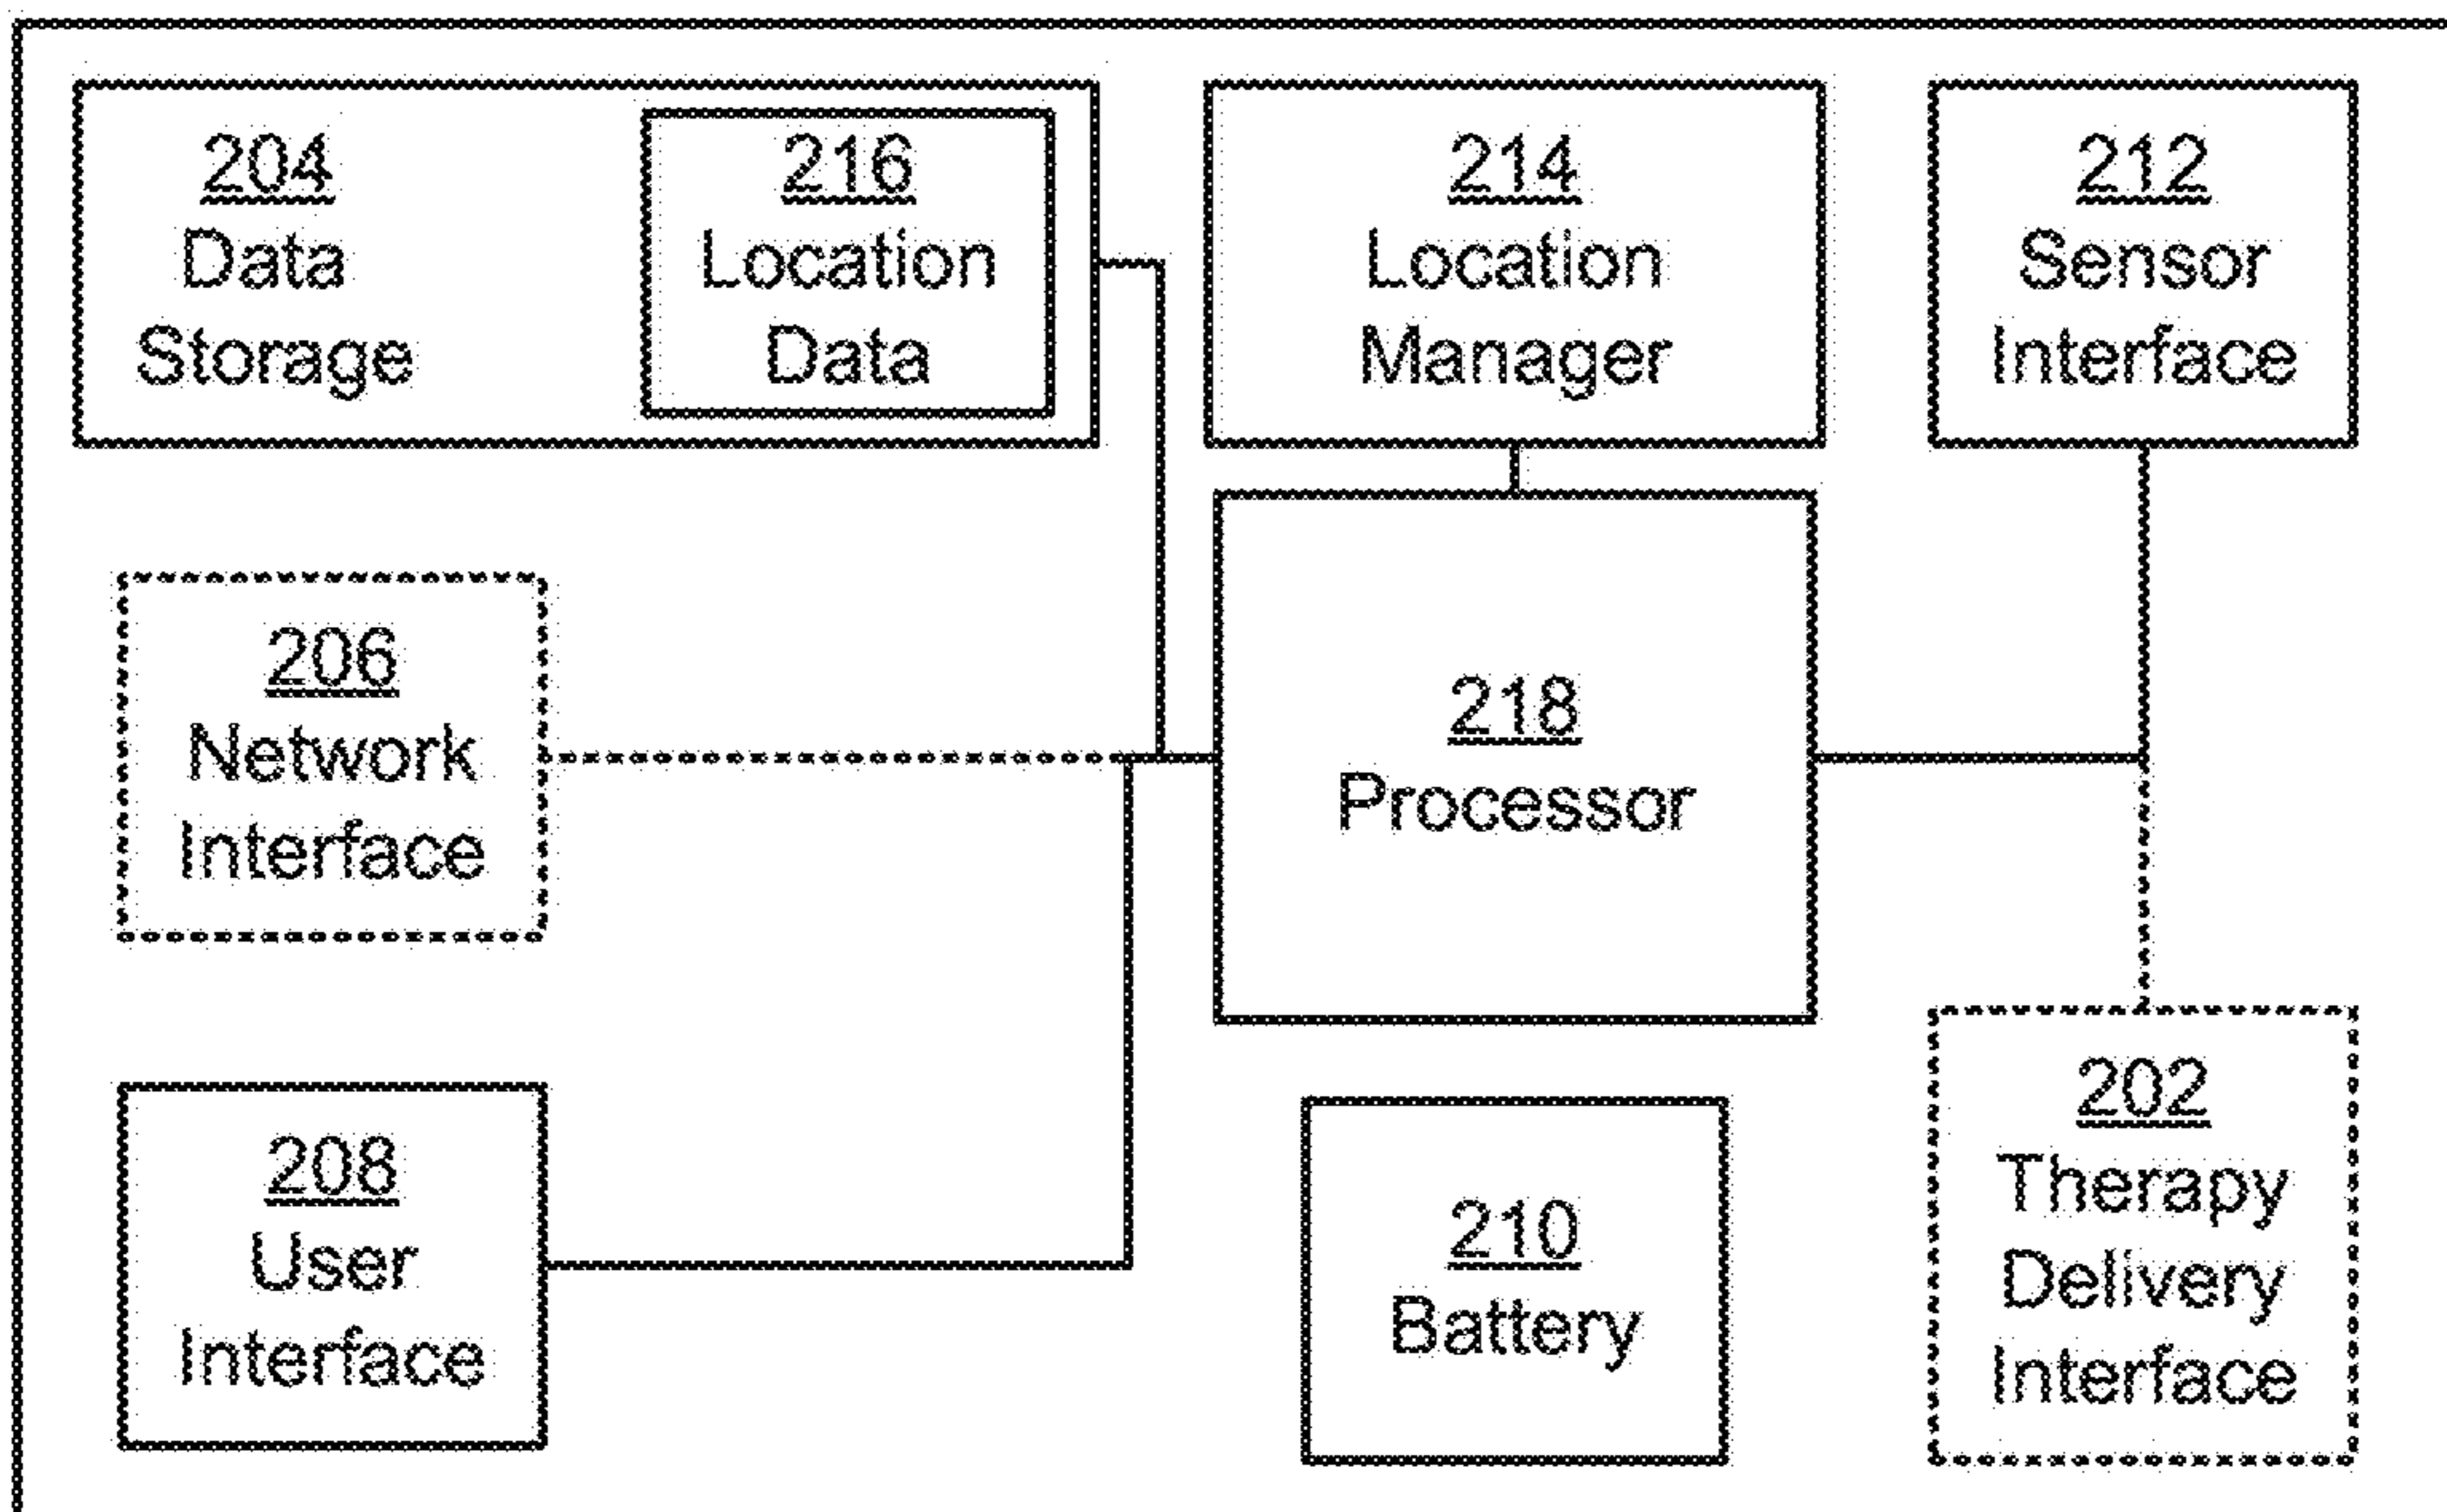 204
Data
Storage
216
Location
Data
214
Location
Manager
212
Sensor
Interface
206
Network
Interface
218
Processor
208
User
Interface
210
Battery
202
Therapy
Delivery
Interface